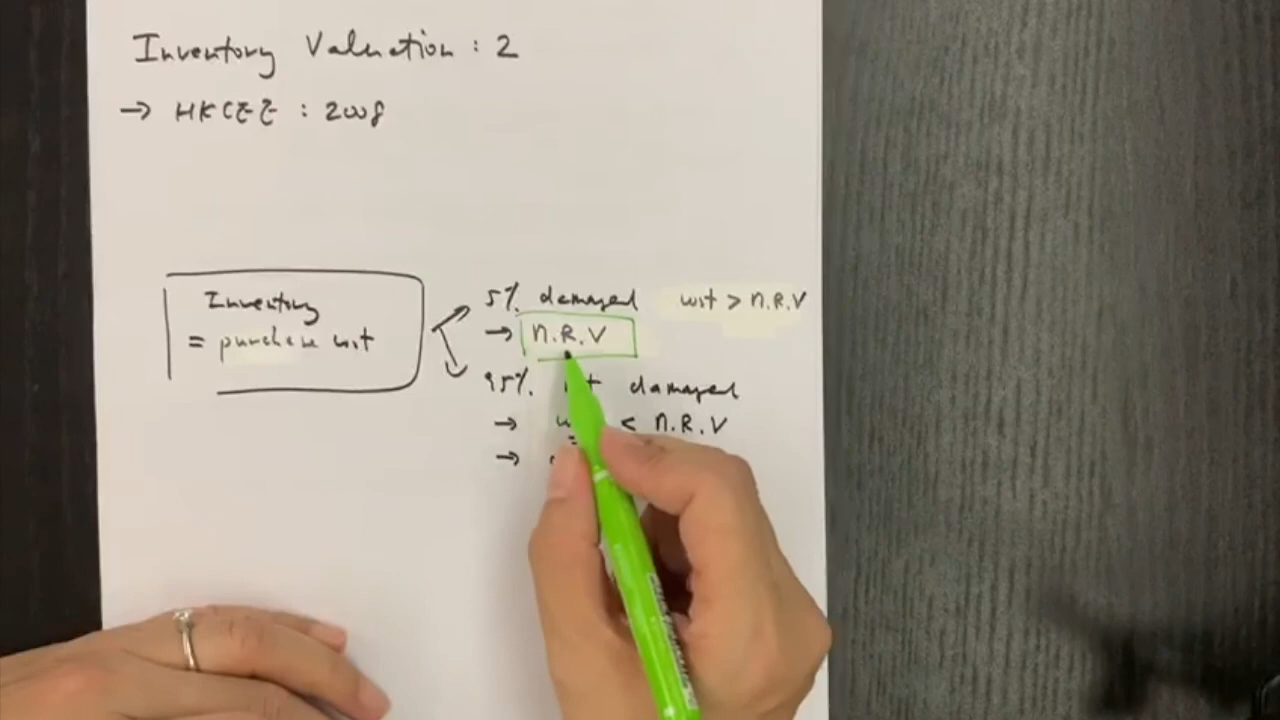 Inventory Valuation : 2
→ HKCEE : 2008
Inventory
= purchase cost
5% damaged cost > n.R.V
→ n.R.V
95% damaged
→ < n.R.V
→